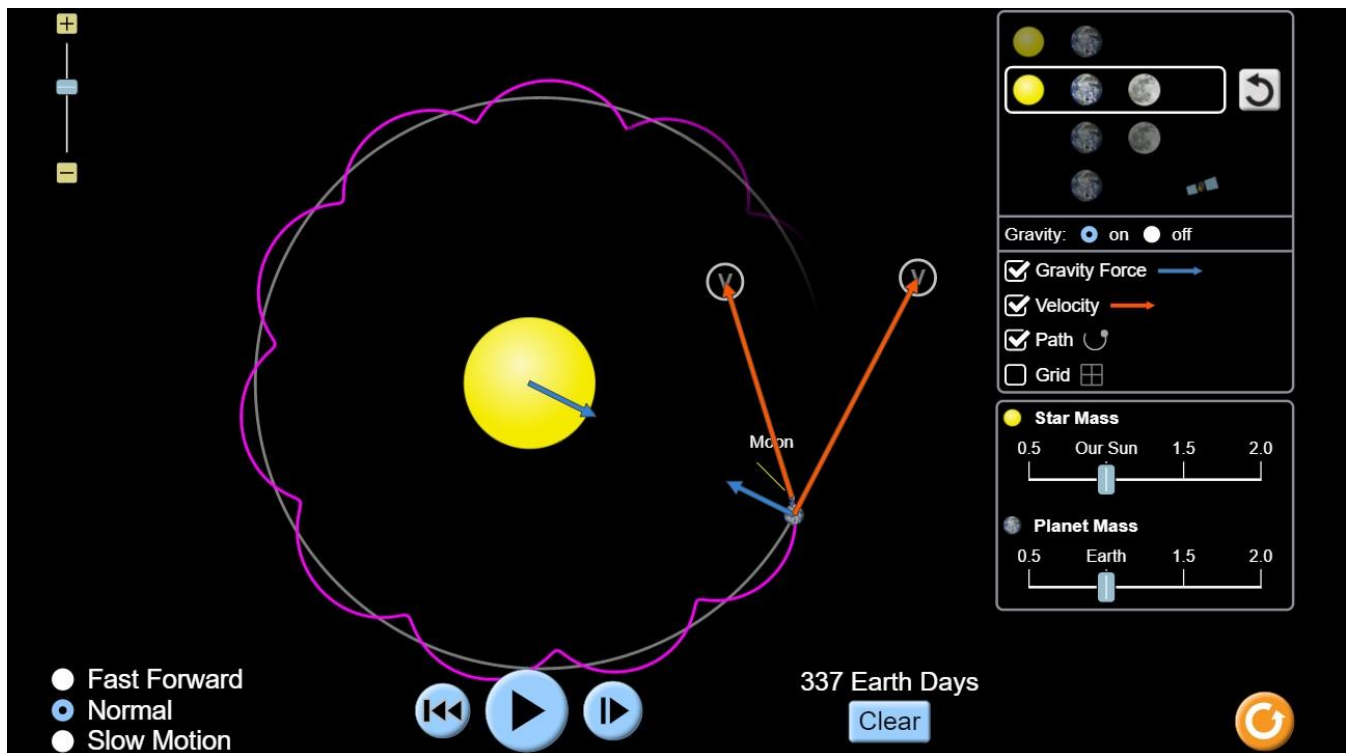 +
−
V V
Moon
Gravity: on off
Gravity Force
Velocity
Path
Grid
Star Mass
0.5 Our Sun 1.5 2.0
Planet Mass
0.5 Earth 1.5 2.0
Fast Forward
Normal
Slow Motion
337 Earth Days
Clear